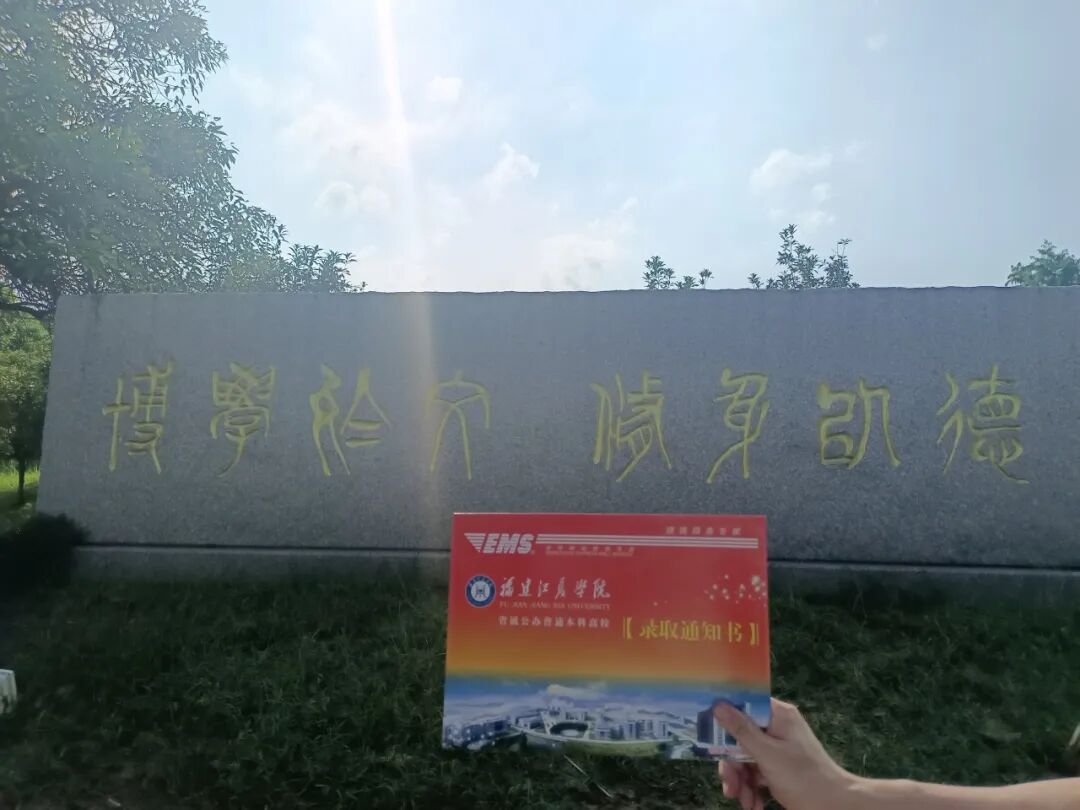 博學於文 脩身德
EMS
福建江夏学院
FU JIAN JIANG XIA UNIVERSITY
省属公办普通本科高校
【录取通知书】